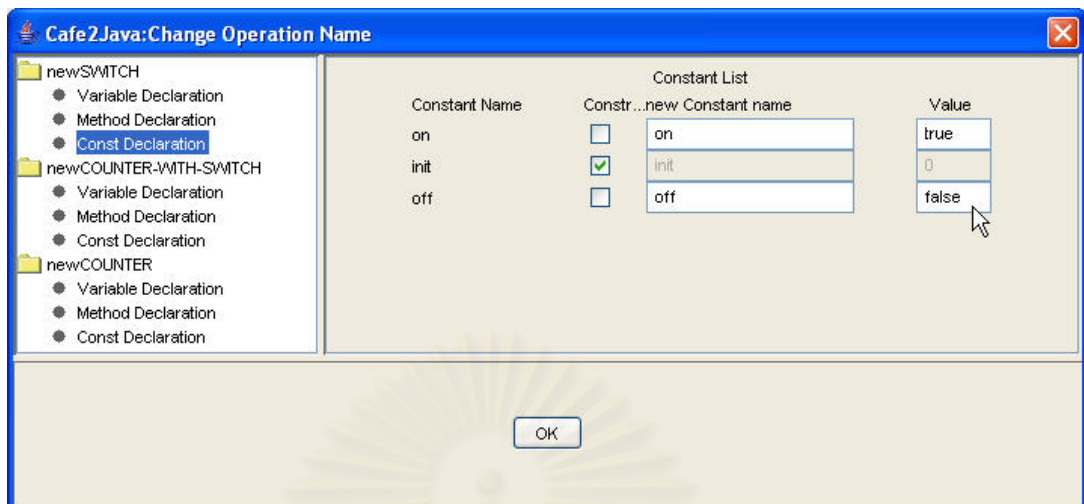 Cafe2Java:Change Operation Name
newSWITCH
Variable Declaration
Method Declaration
Const Declaration
newCOUNTER-WITH-SWITCH
Variable Declaration
Method Declaration
Const Declaration
newCOUNTER
Variable Declaration
Method Declaration
Const Declaration
Constant List
Constant Name Constr...new Constant name Value
on on true
init init 0
off off false
OK